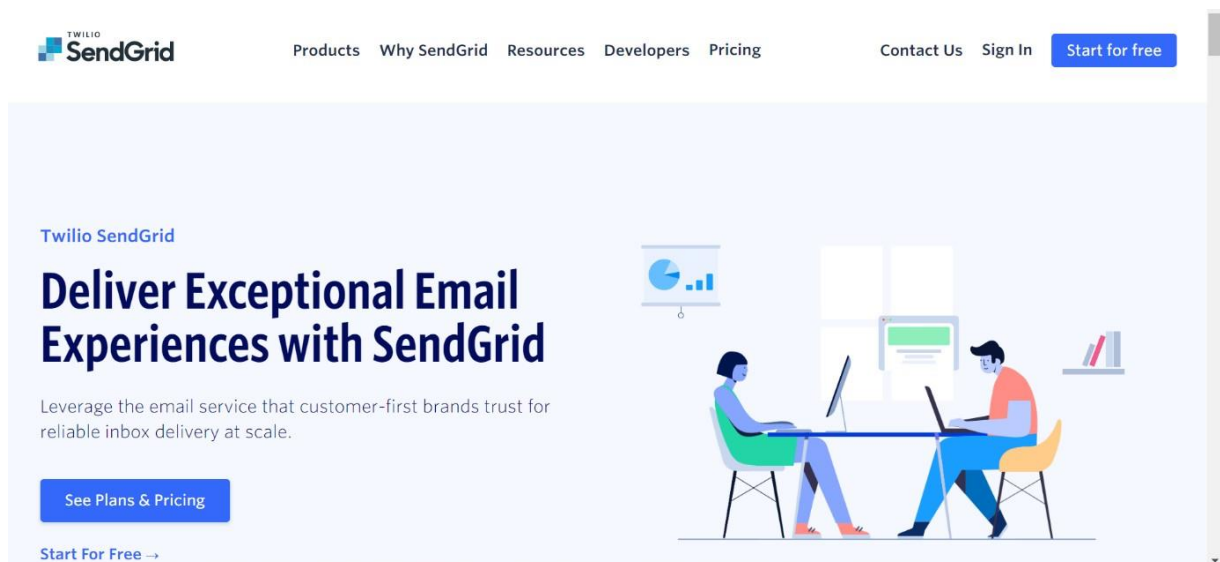 TWILIO
SendGrid
Products Why SendGrid Resources Developers Pricing Contact Us Sign In Start for free
Twilio SendGrid
Deliver Exceptional Email
Experiences with SendGrid
Leverage the email service that customer-first brands trust for
reliable inbox delivery at scale.
See Plans & Pricing
Start For Free →